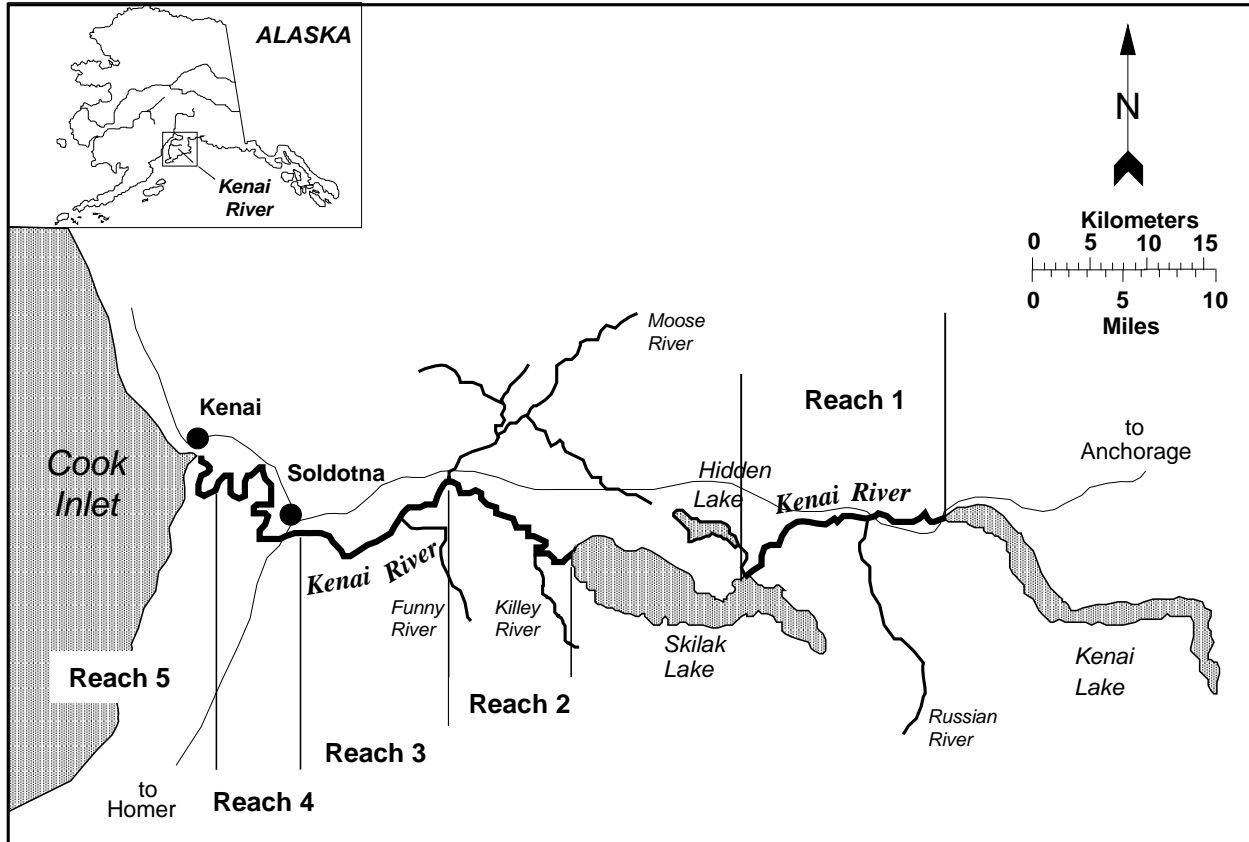 ALASKA
Kenai
River
N
Kilometers
0 5 10 15
0 5 10
Miles
Moose
River
Reach 1
Kenai
Cook
Inlet
Soldotna
Hidden
Lake
Kenai River
to
Anchorage
Kenai River
Funny
River
Killey
River
Skilak
Lake
Kenai
Lake
Reach 5
Reach 2
Russian
River
Reach 3
to
Homer
Reach 4